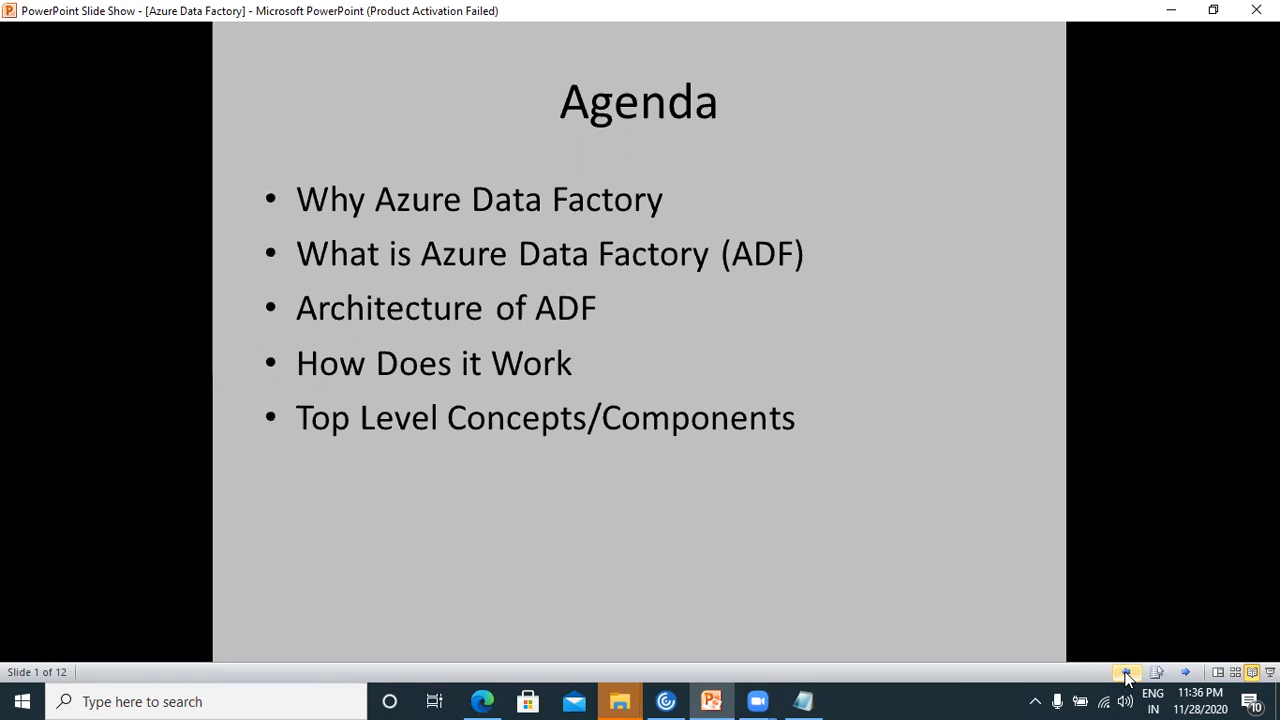 PowerPoint Slide Show - [Azure Data Factory] - Microsoft PowerPoint (Product Activation Failed)
Agenda
• Why Azure Data Factory
• What is Azure Data Factory (ADF)
• Architecture of ADF
• How Does it Work
• Top Level Concepts/Components
Slide 1 of 12
Type here to search
ENG
IN
11:36 PM
11/28/2020
10